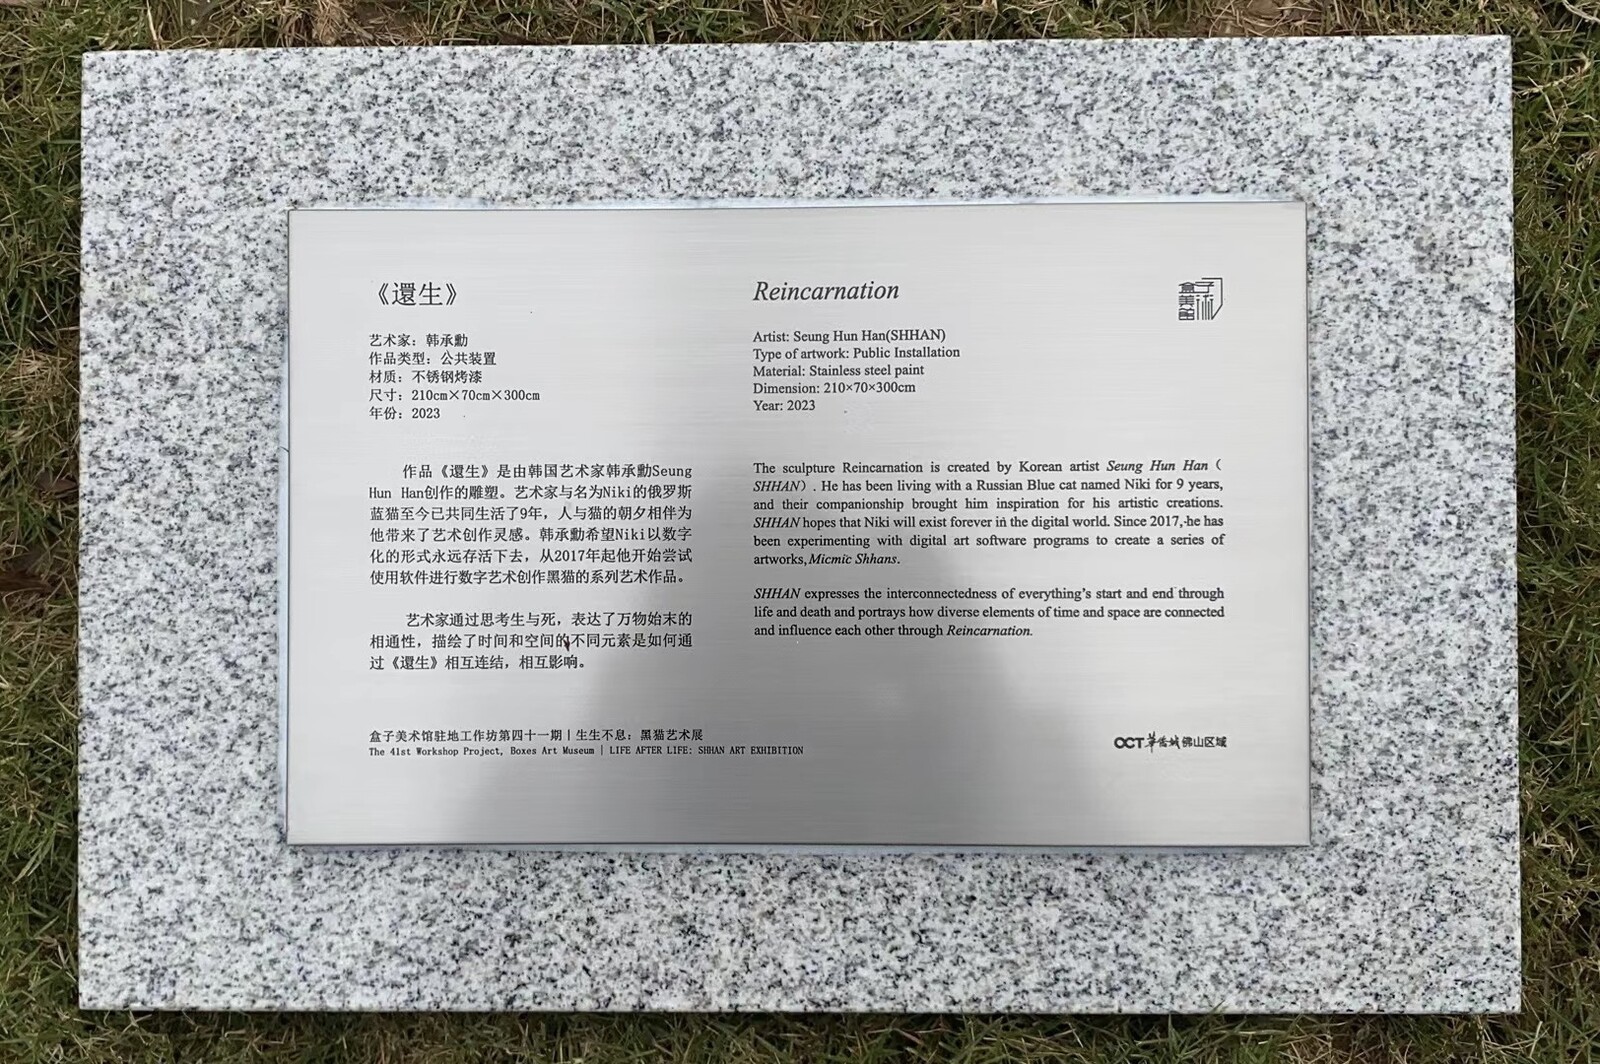 《還生》
艺术家：韩承勳
作品类型：公共装置
材质：不锈钢烤漆
尺寸：210cm×70cm×300cm
年份：2023
作品《還生》是由韩国艺术家韩承勳Seung
Hun Han创作的雕塑。艺术家与名为Niki的俄罗斯
蓝猫至今已共同生活了9年，人与猫的朝夕相伴为
他带来了艺术创作灵感。韩承勳希望Niki以数字
化的形式永远存活下去，从2017年起他开始尝试
使用软件进行数字艺术创作黑猫的系列艺术作品。
艺术家通过思考生与死，表达了万物始末的
相通性，描绘了时间和空间的不同元素是如何通
过《還生》相互连结，相互影响。
Reincarnation
Artist: Seung Hun Han(SHHAN)
Type of artwork: Public Installation
Material: Stainless steel paint
Dimension: 210×70×300cm
Year: 2023
The sculpture Reincarnation is created by Korean artist Seung Hun Han（
SHHAN）. He has been living with a Russian Blue cat named Niki for 9 years,
and their companionship brought him inspiration for his artistic creations.
SHHAN hopes that Niki will exist forever in the digital world. Since 2017, he has
been experimenting with digital art software programs to create a series of
artworks, Micmic Shhans.
SHHAN expresses the interconnectedness of everything's start and end through
life and death and portrays how diverse elements of time and space are connected
and influence each other through Reincarnation.
盒子美術館
盒子美术馆驻地工作坊第四十一期|生生不息：黑猫艺术展
The 41st Workshop Project, Boxes Art Museum | LIFE AFTER LIFE: SHHAN ART EXHIBITION
OCT华侨城 佛山区域